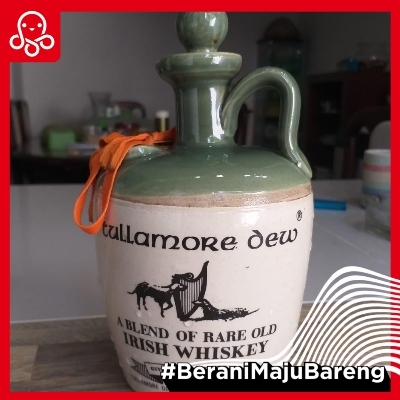 tullamore dew ®
A BLEND OF RARE OLD
IRISH WHISKEY
#BeraniMajuBareng